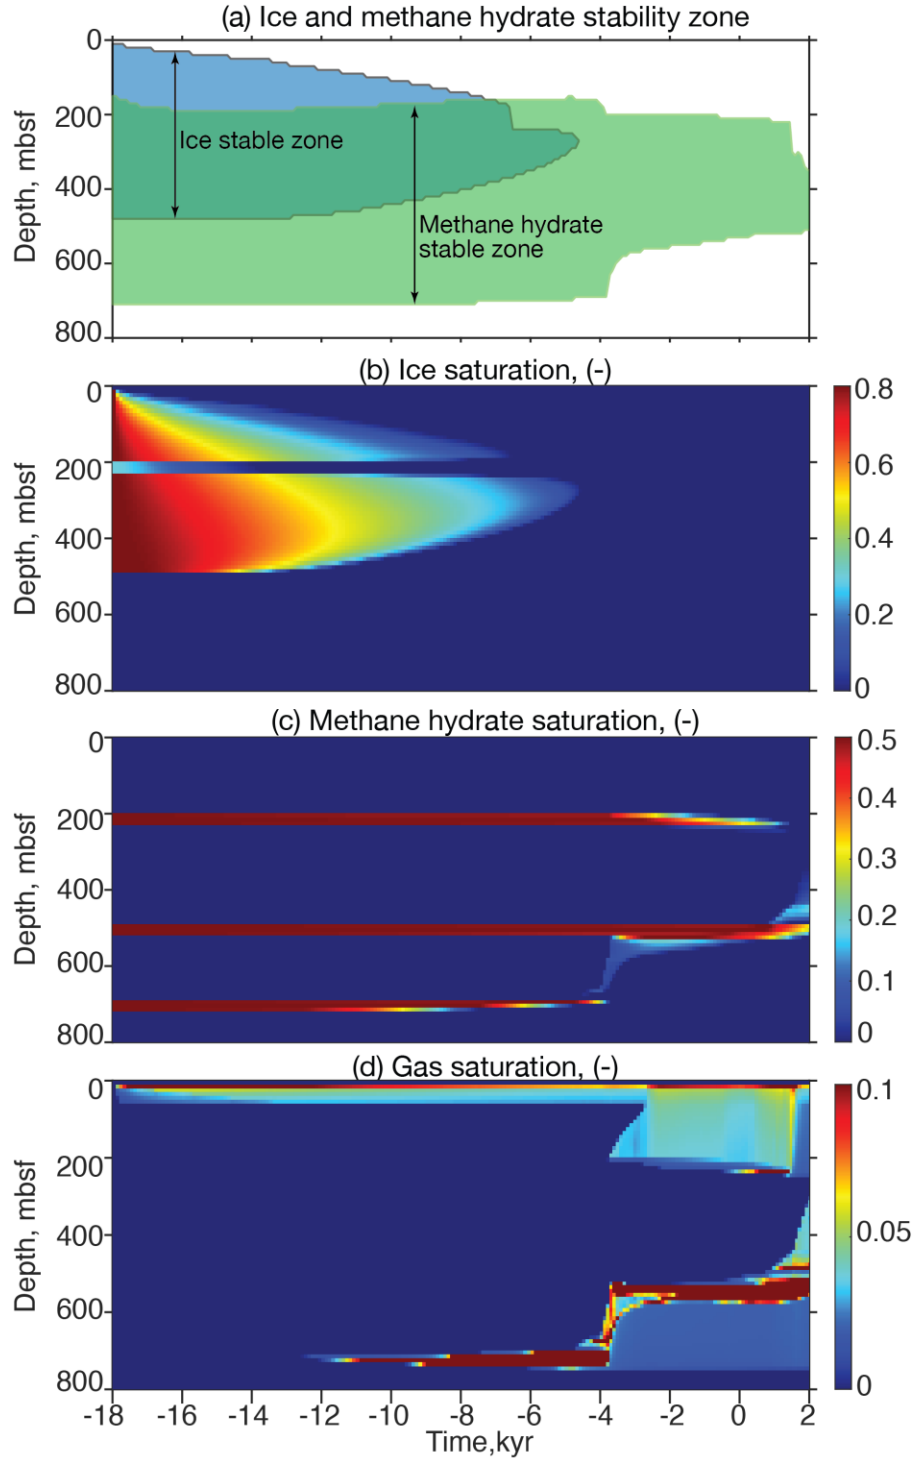 (a) Ice and methane hydrate stability zone
0
200
400
600
800
Depth, mbsf
Ice stable zone
Methane hydrate
stable zone
(b) Ice saturation, (-)
0
200
400
600
800
Depth, mbsf
0.8
0.6
0.4
0.2
0
(c) Methane hydrate saturation, (-)
0
200
400
600
800
Depth, mbsf
0.5
0.4
0.3
0.2
0.1
0
(d) Gas saturation, (-)
0
200
400
600
800
Depth, mbsf
0.1
0.05
0
-18 -16 -14 -12 -10 -8 -6 -4 -2 0 2
Time,kyr